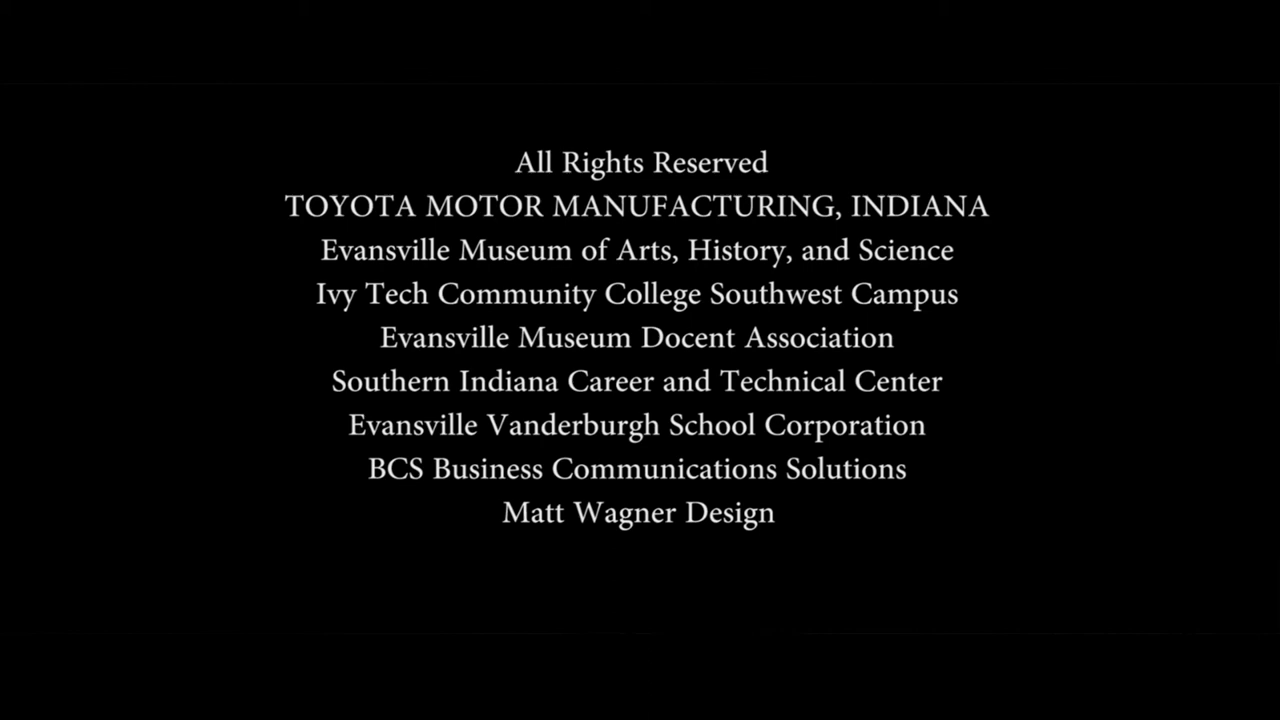 All Rights Reserved
TOYOTA MOTOR MANUFACTURING, INDIANA
Evansville Museum of Arts, History, and Science
Ivy Tech Community College Southwest Campus
Evansville Museum Docent Association
Southern Indiana Career and Technical Center
Evansville Vanderburgh School Corporation
BCS Business Communications Solutions
Matt Wagner Design